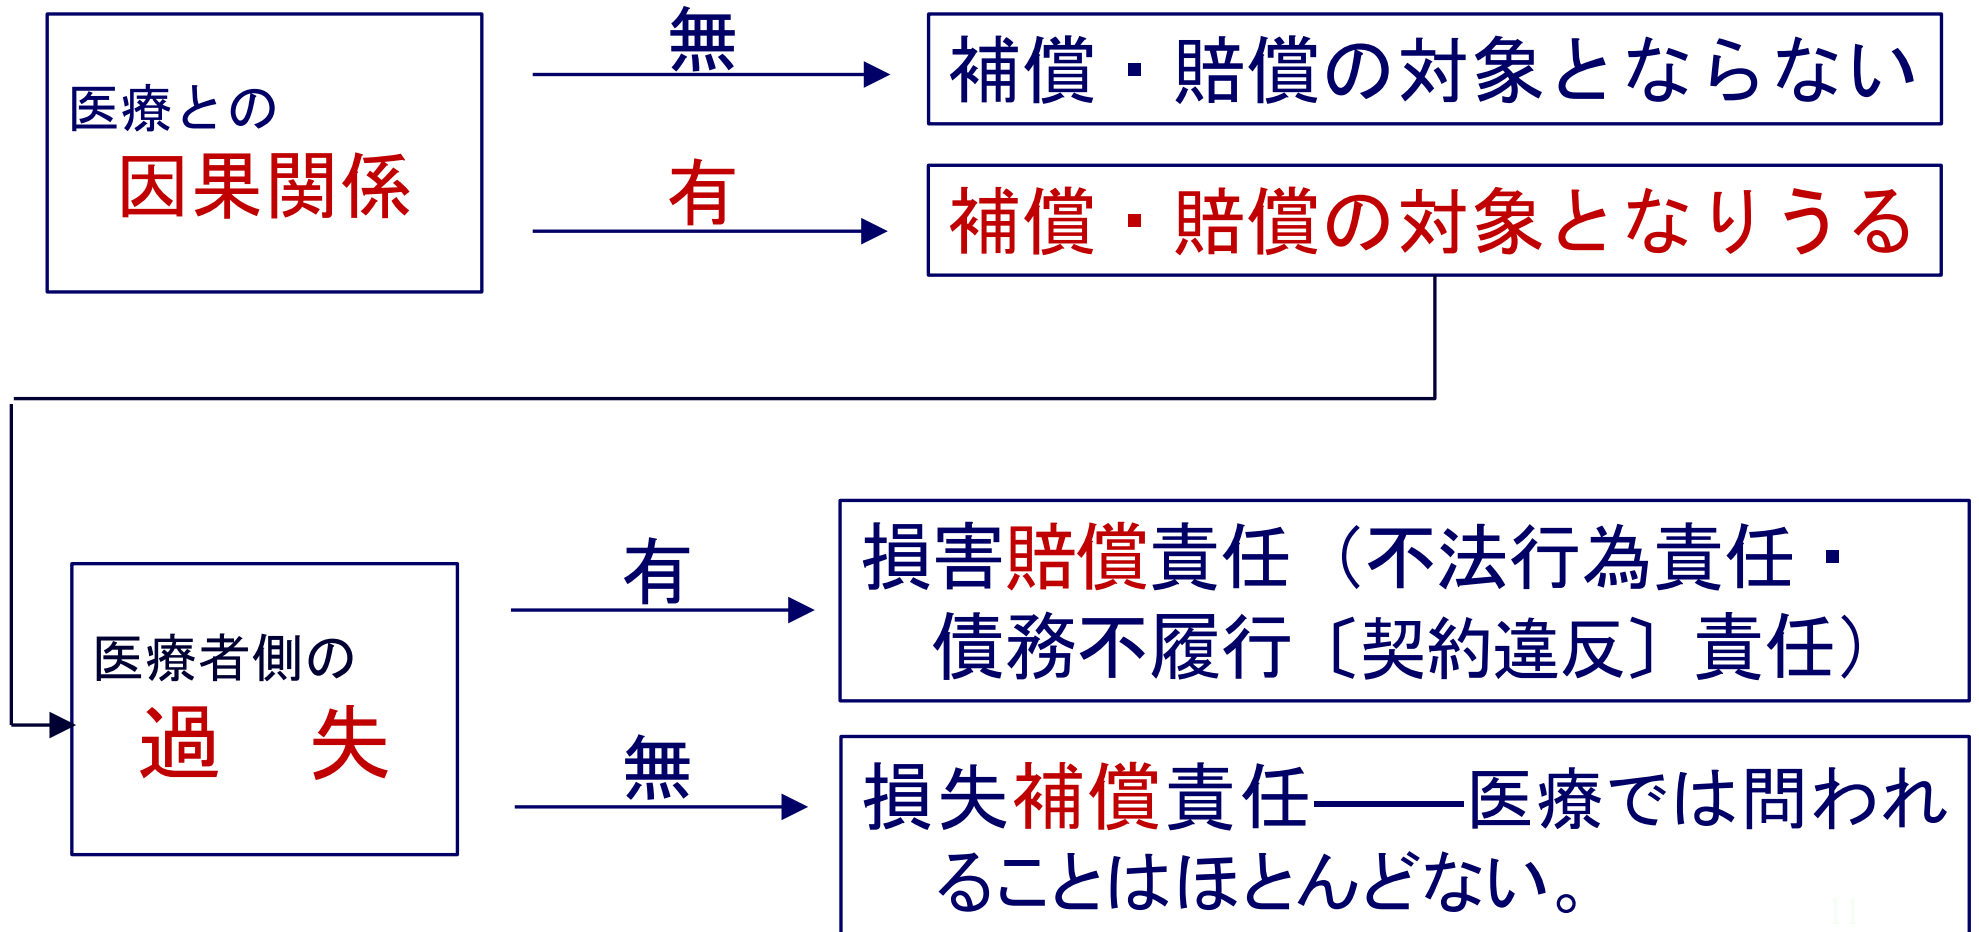 無
補償・賠償の対象とならない
医療との
因果関係
有
補償・賠償の対象となりうる
有
損害賠償責任（不法行為責任・
債務不履行〔契約違反〕責任）
医療者側の
過　失
無
損失補償責任――医療では問われ
ることはほとんどない。